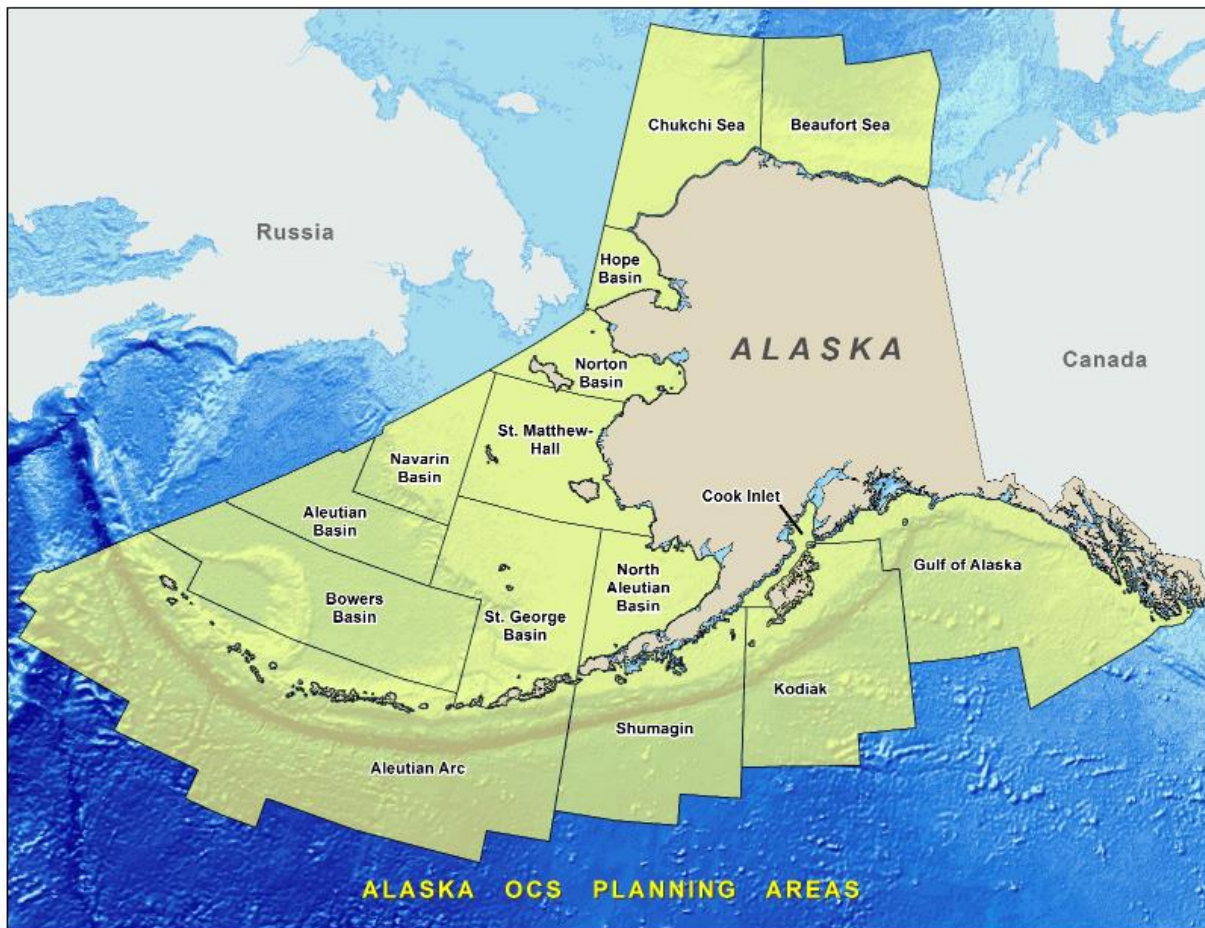 Chukchi Sea
Beaufort Sea
Russia
Hope
Basin
ALASKA
Canada
Norton
Basin
St. Matthew-
Hall
Navarin
Basin
Cook Inlet
Aleutian
Basin
Gulf of Alaska
North
Aleutian
Basin
Bowers
Basin
St. George
Basin
Kodiak
Shumagin
Aleutian Arc
ALASKA OCS PLANNING AREAS